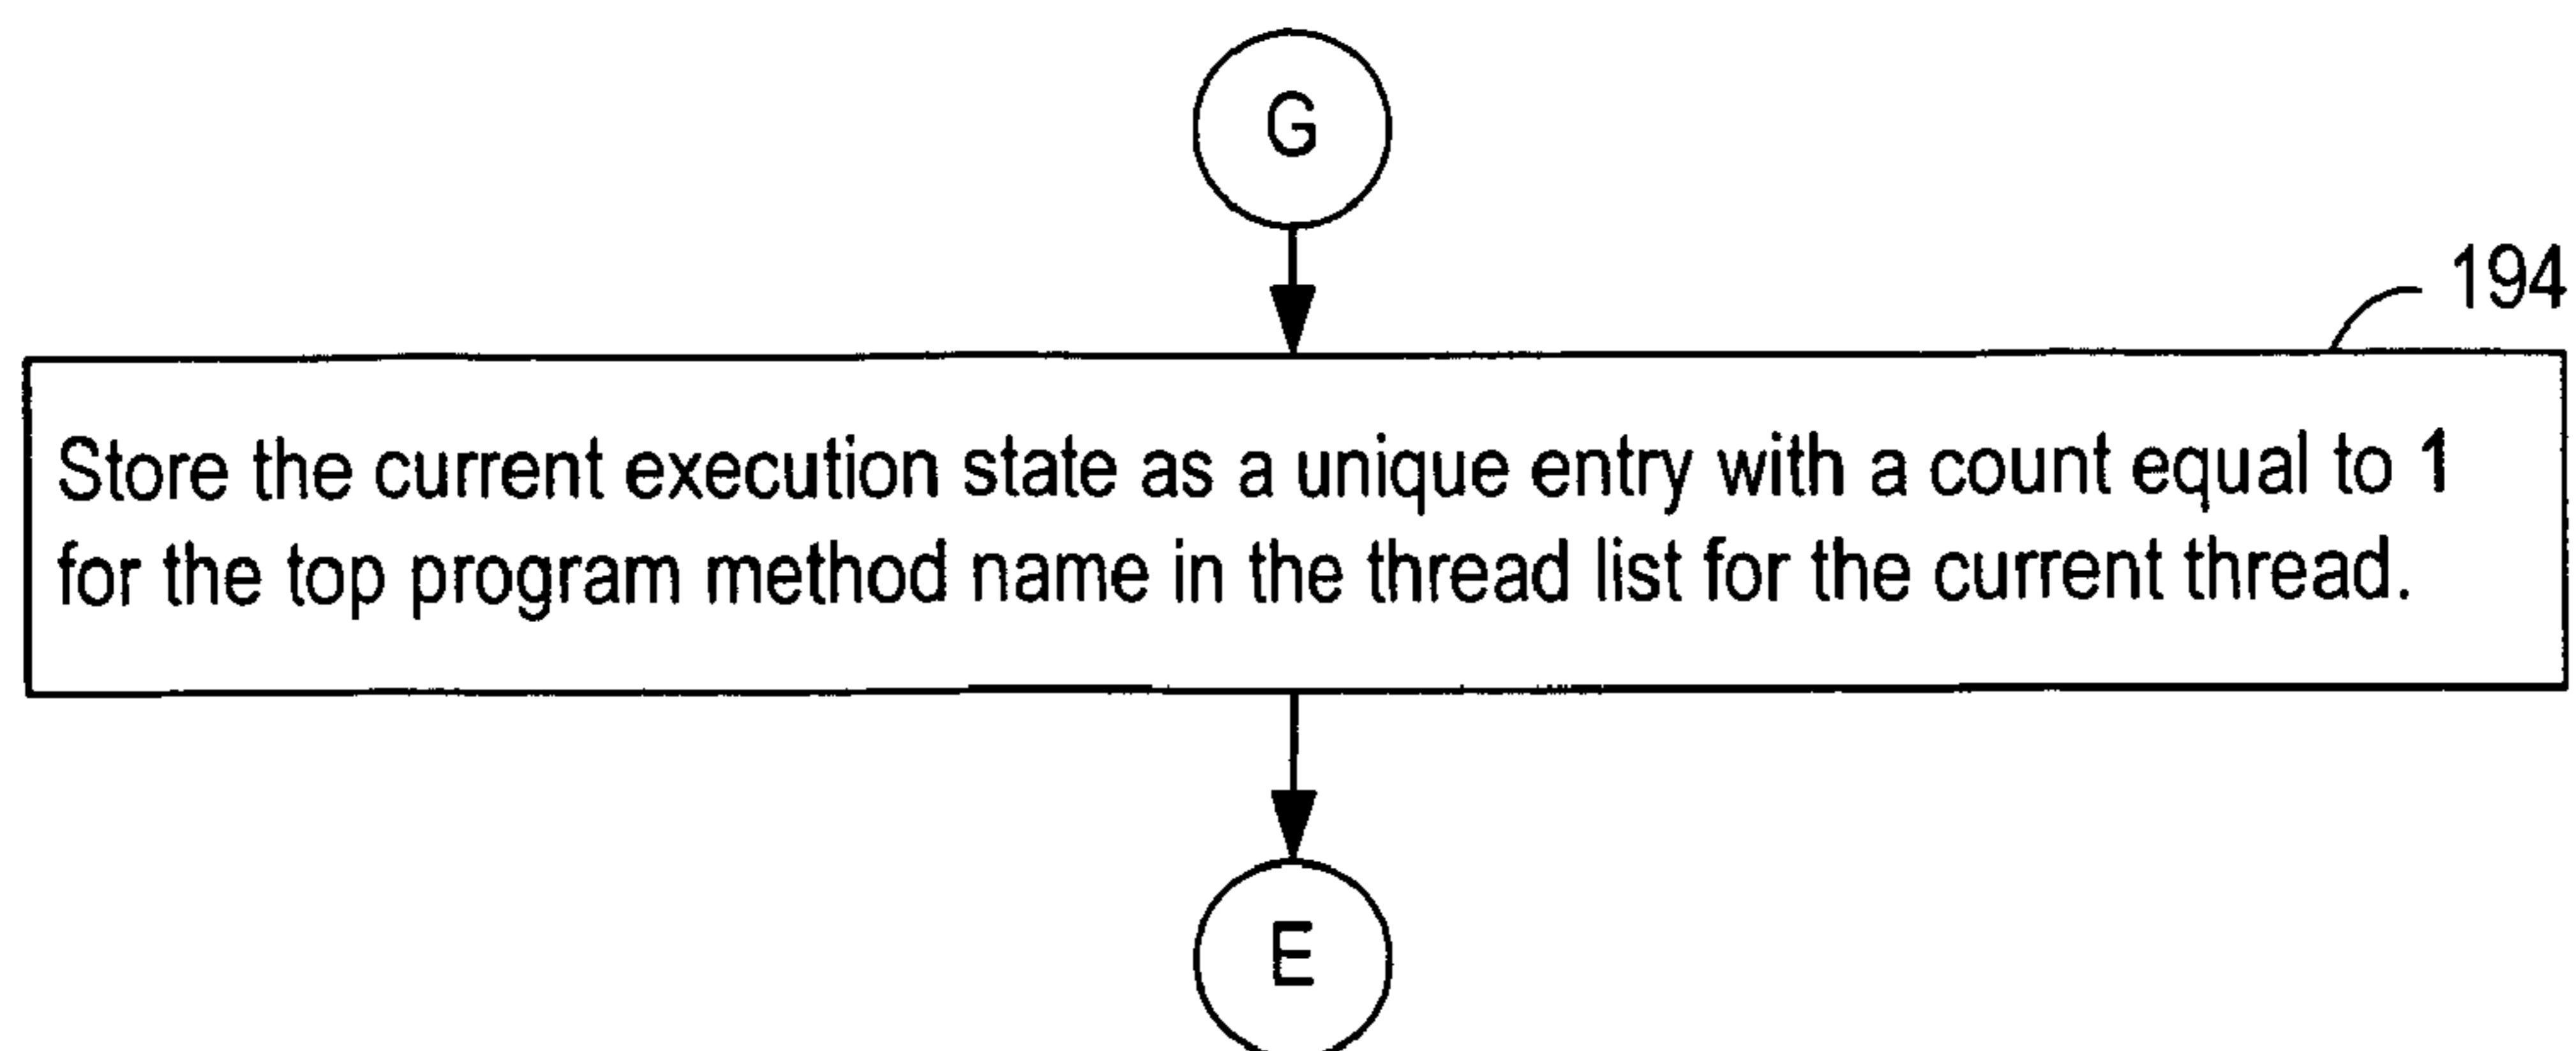 G
194
Store the current execution state as a unique entry with a count equal to 1
for the top program method name in the thread list for the current thread.
E